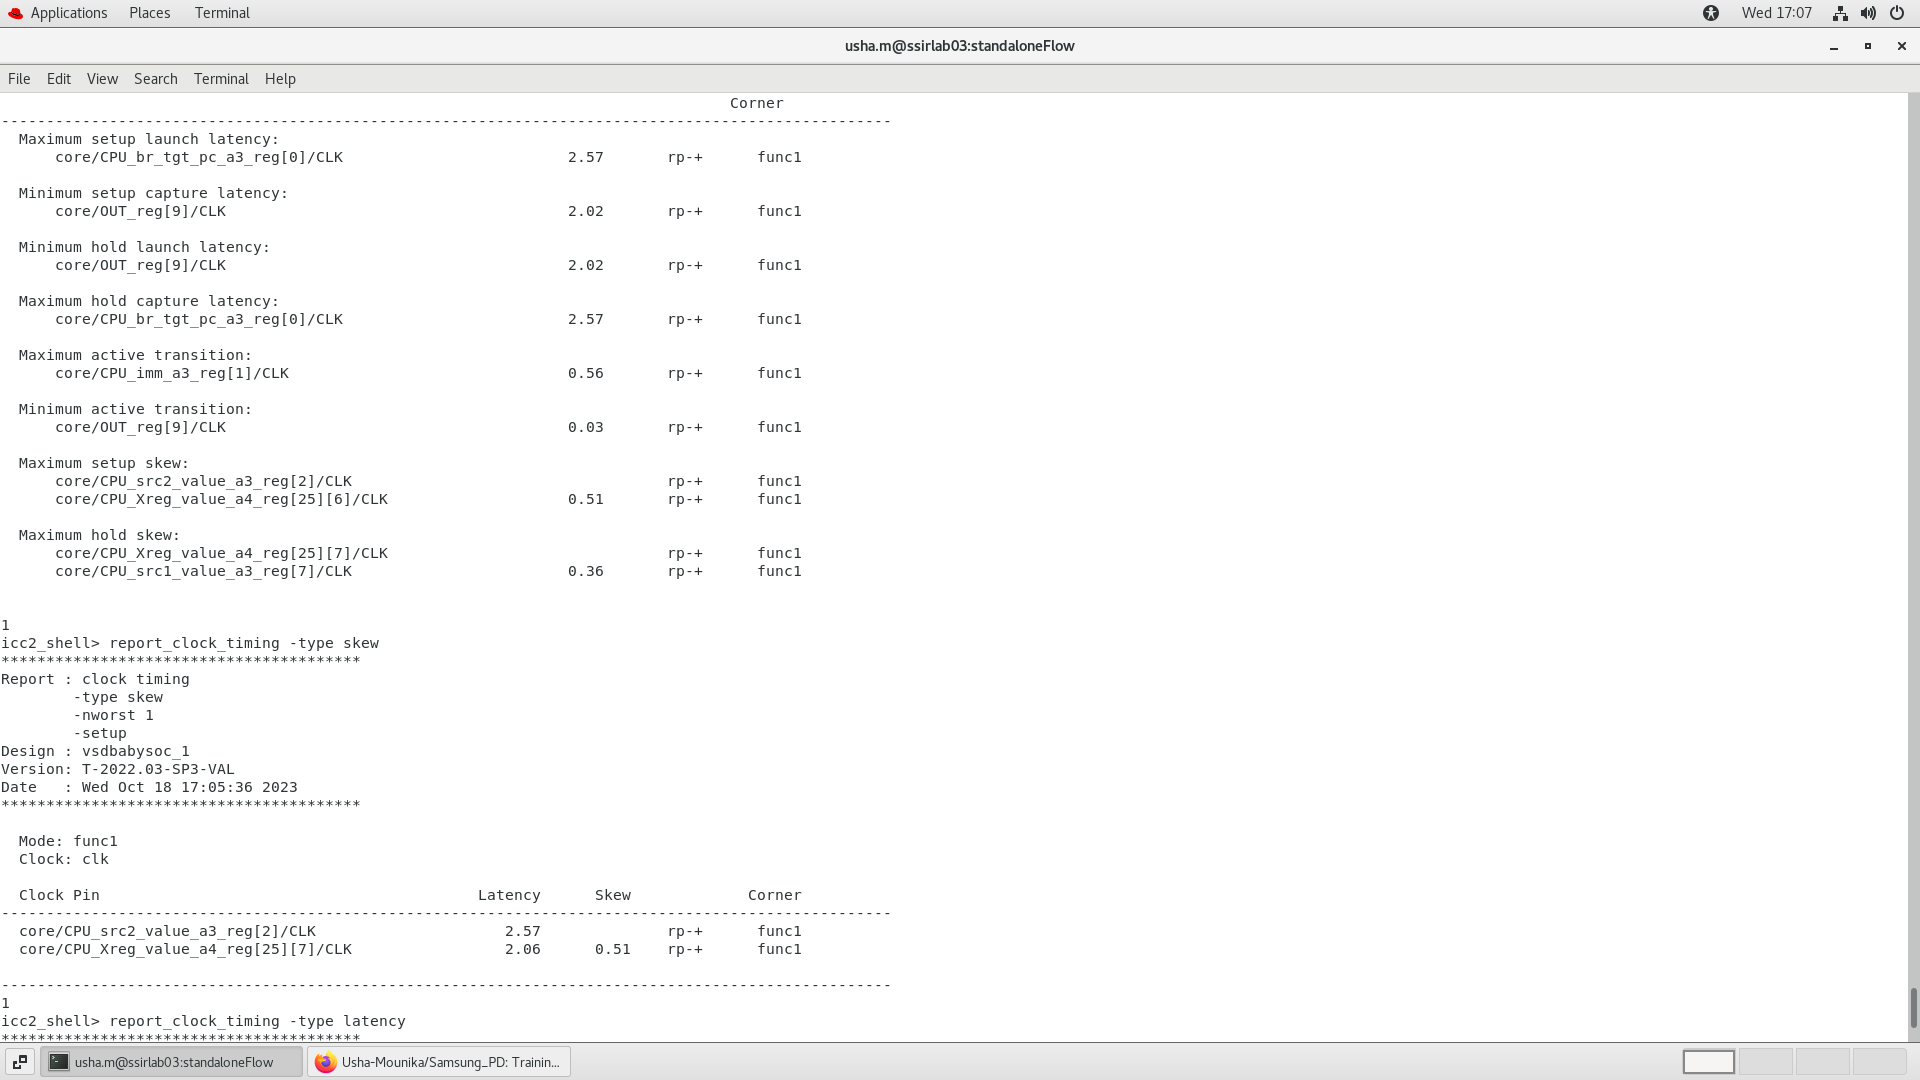 Applications Places Terminal Wed 17:07
usha.m@ssirlab03:standaloneFlow
File Edit View Search Terminal Help
Corner
---------------------------------------------------------------------------------------------------
Maximum setup launch latency:
core/CPU_br_tgt_pc_a3_reg[0]/CLK 2.57 rp-+ func1
Minimum setup capture latency:
core/OUT_reg[9]/CLK 2.02 rp-+ func1
Minimum hold launch latency:
core/OUT_reg[9]/CLK 2.02 rp-+ func1
Maximum hold capture latency:
core/CPU_br_tgt_pc_a3_reg[0]/CLK 2.57 rp-+ func1
Maximum active transition:
core/CPU_imm_a3_reg[1]/CLK 0.56 rp-+ func1
Minimum active transition:
core/OUT_reg[9]/CLK 0.03 rp-+ func1
Maximum setup skew:
core/CPU_src2_value_a3_reg[2]/CLK rp-+ func1
core/CPU_Xreg_value_a4_reg[25][6]/CLK 0.51 rp-+ func1
Maximum hold skew:
core/CPU_Xreg_value_a4_reg[25][7]/CLK rp-+ func1
core/CPU_src1_value_a3_reg[7]/CLK 0.36 rp-+ func1
1
icc2_shell> report_clock_timing -type skew
****************************************
Report : clock timing
-type skew
-nworst 1
-setup
Design : vsdbabysoc_1
Version: T-2022.03-SP3-VAL
Date : Wed Oct 18 17:05:36 2023
****************************************
Mode: func1
Clock: clk
Clock Pin Latency Skew Corner
---------------------------------------------------------------------------------------------------
core/CPU_src2_value_a3_reg[2]/CLK 2.57 rp-+ func1
core/CPU_Xreg_value_a4_reg[25][7]/CLK 2.06 0.51 rp-+ func1
---------------------------------------------------------------------------------------------------
1
icc2_shell> report_clock_timing -type latency
****************************************
usha.m@ssirlab03:standaloneFlow Usha-Mounika/Samsung_PD: Trainin...